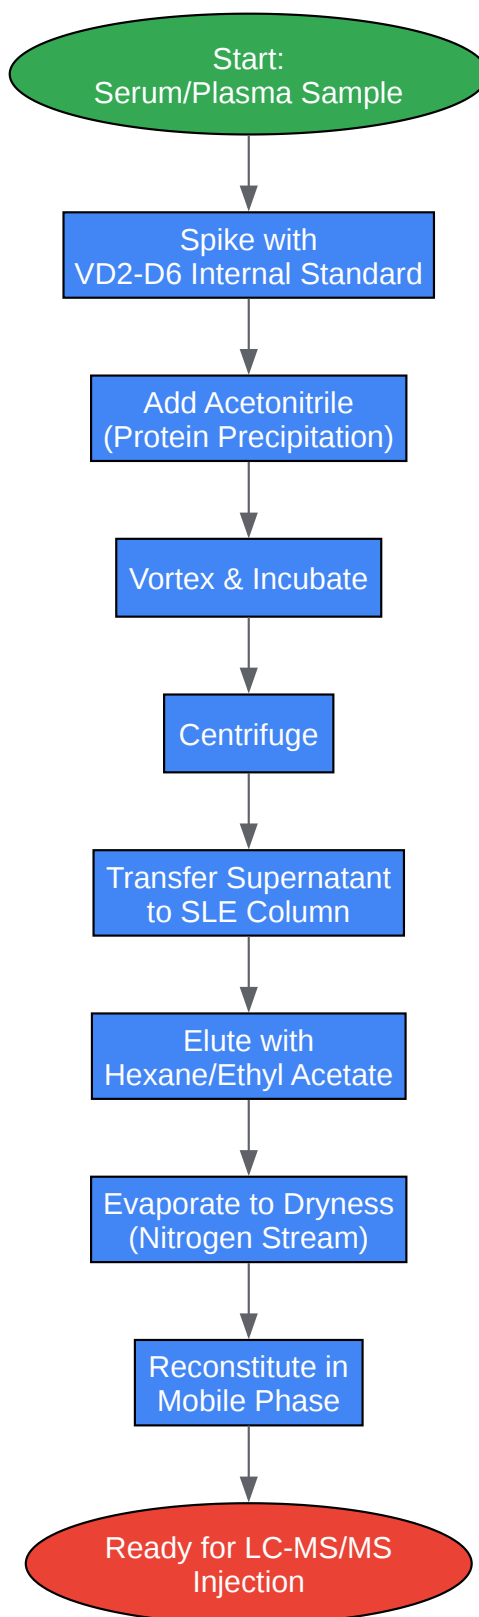 Start:
Serum/Plasma Sample
Spike with
VD2-D6 Internal Standard
Add Acetonitrile
(Protein Precipitation)
Vortex & Incubate
Centrifuge
Transfer Supernatant
to SLE Column
Elute with
Hexane/Ethyl Acetate
Evaporate to Dryness
(Nitrogen Stream)
Reconstitute in
Mobile Phase
Ready for LC-MS/MS
Injection